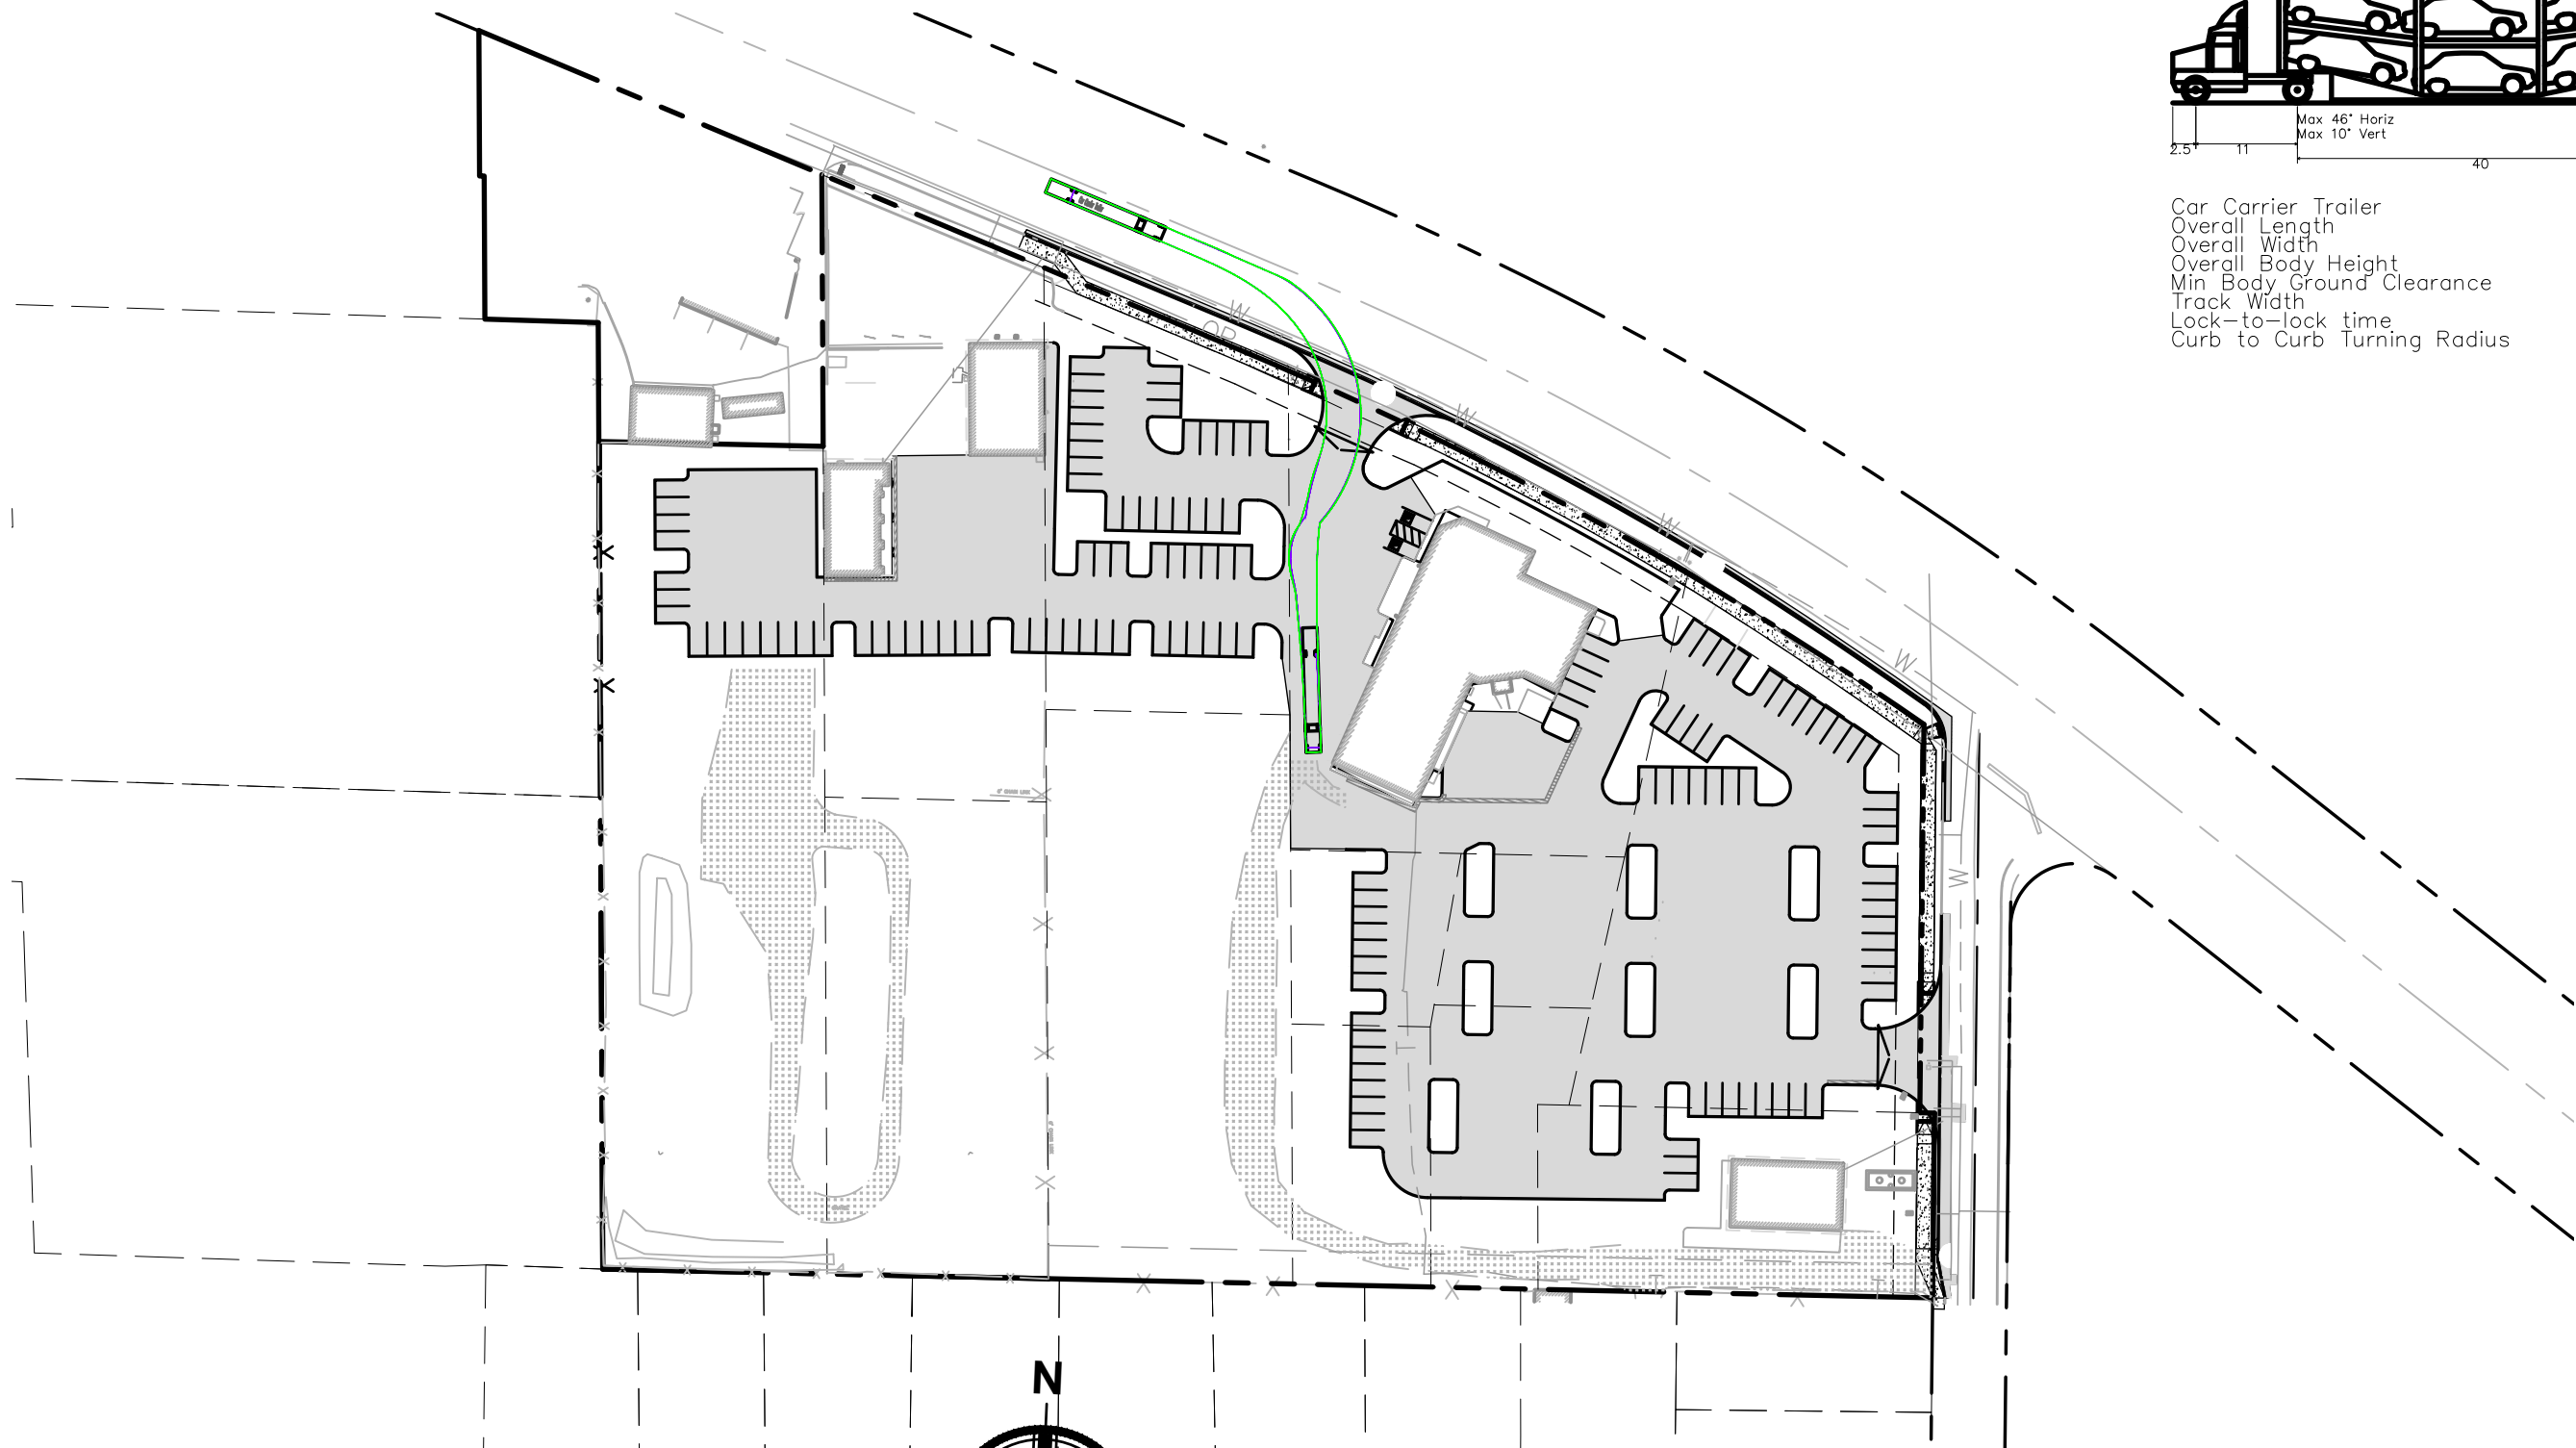 Max 46° Horiz
Max 10° Vert
2.5
11
40
Car Carrier Trailer
Overall Length
Overall Width
Overall Body Height
Min Body Ground Clearance
Track Width
Lock-to-lock time
Curb to Curb Turning Radius
W
W
W
W
W
OP
T
T
T
N